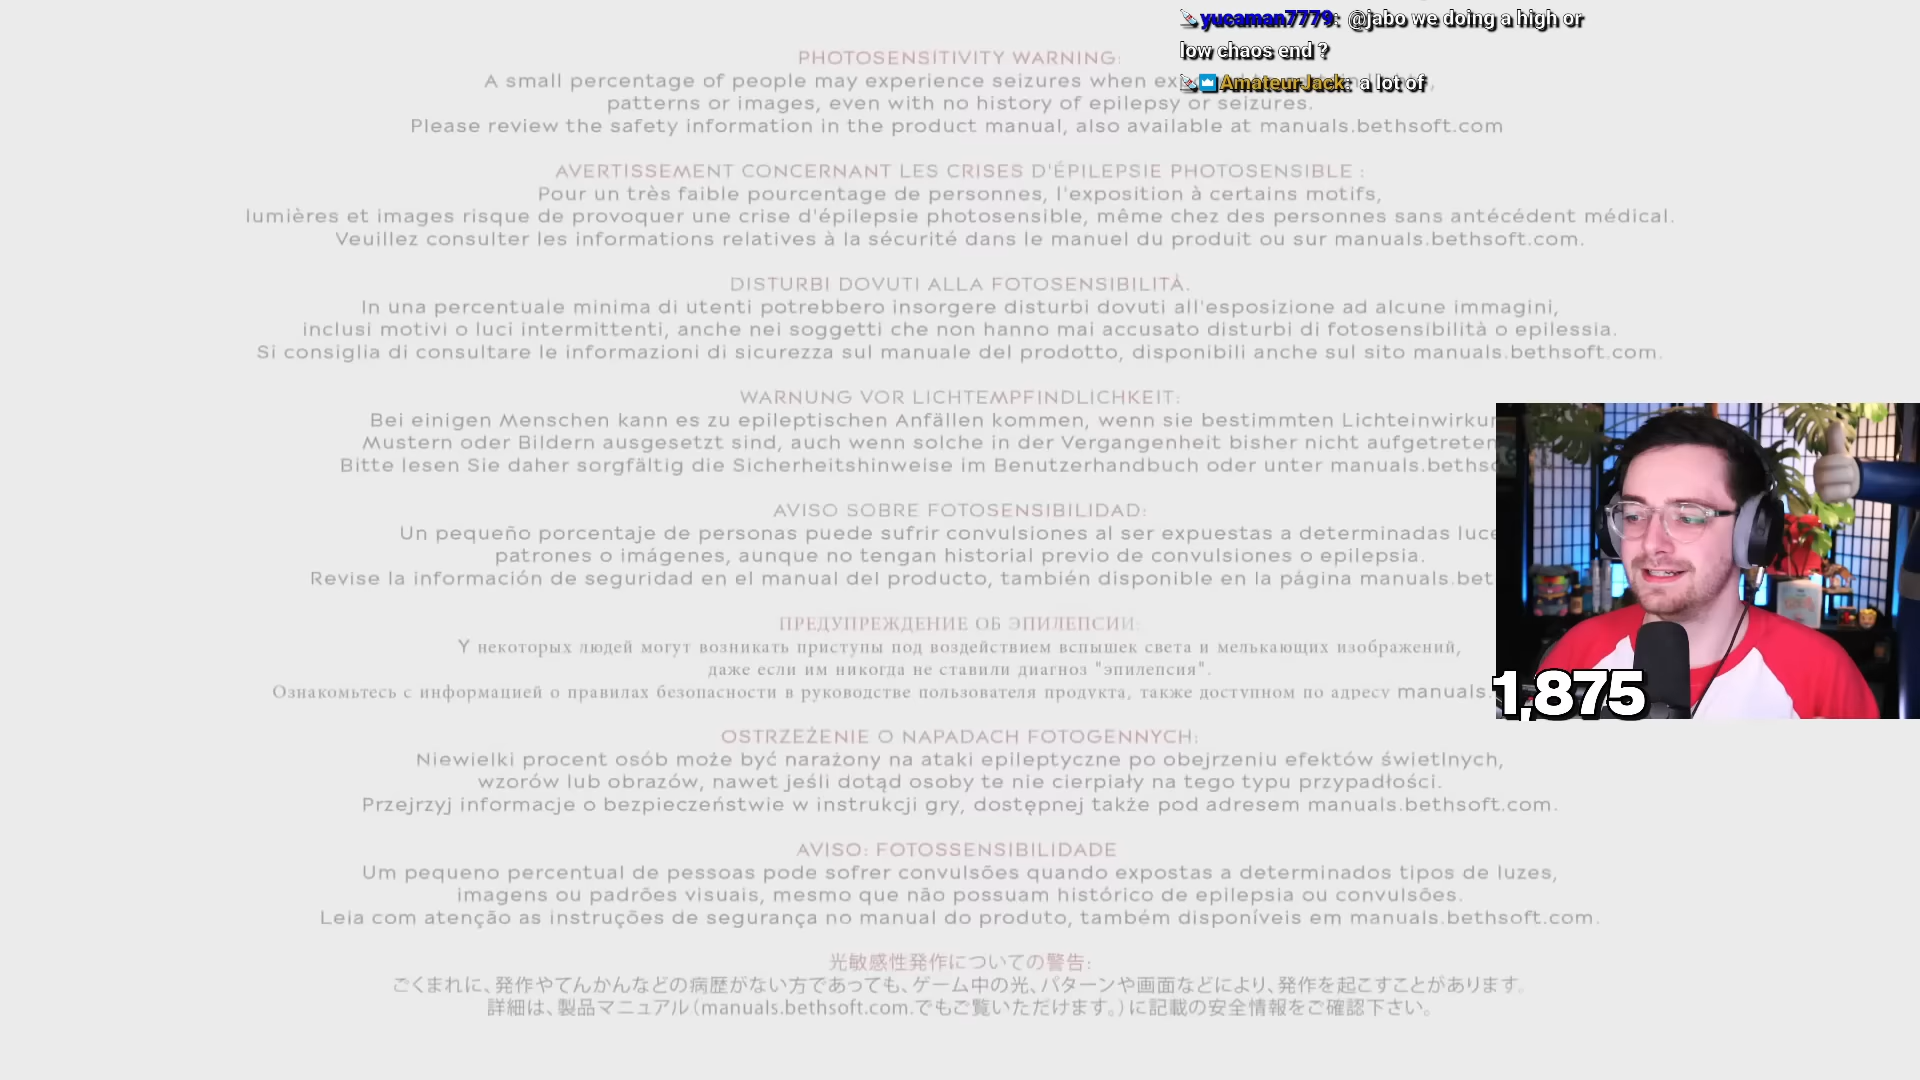 yucaman7779: @jabo we doing a high or
low chaos end ?
AmateurJack: a lot of
PHOTOSENSITIVITY WARNING:
A small percentage of people may experience seizures when
patterns or images, even with no history of epilepsy or seizures.
Please review the safety information in the product manual, also available at manuals.bethsoft.com
AVERTISSEMENT CONCERNANT LES CRISES D'ÉPILEPSIE PHOTOSENSIBLE :
Pour un très faible pourcentage de personnes, l'exposition à certains motifs,
lumières et images risque de provoquer une crise d'épilepsie photosensible, même chez des personnes sans antécédent médical.
Veuillez consulter les informations relatives à la sécurité dans le manuel du produit ou sur manuals.bethsoft.com.
DISTURBI DOVUTI ALLA FOTOSENSIBILITÀ.
In una percentuale minima di utenti potrebbero insorgere disturbi dovuti all'esposizione ad alcune immagini,
inclusi motivi o luci intermittenti, anche nei soggetti che non hanno mai accusato disturbi di fotosensibilità o epilessia.
Si consiglia di consultare le informazioni di sicurezza sul manuale del prodotto, disponibili anche sul sito manuals.bethsoft.com.
WARNUNG VOR LICHTEMPFINDLICHKEIT:
Bei einigen Menschen kann es zu epileptischen Anfällen kommen, wenn sie bestimmten
Mustern oder Bildern ausgesetzt sind, auch wenn solche in der Vergangenheit bisher nicht aufgetreten
Bitte lesen Sie daher sorgfältig die Sicherheitshinweise im Benutzerhandbuch oder unter
AVISO SOBRE FOTOSENSIBILIDAD:
Un pequeño porcentaje de personas puede sufrir convulsiones al ser expuestas a determinadas
patrones o imágenes, aunque no tengan historial previo de convulsiones o epilepsia.
Revise la información de seguridad en el manual del producto, también disponible en la página
ПРЕДУПРЕЖДЕНИЕ ОБ ЭПИЛЕПСИИ:
У некоторых людей могут возникать приступы под воздействием вспышек света и мелькающих изображений,
даже если им никогда не ставили диагноз "эпилепсия".
Ознакомьтесь с информацией о правилах безопасности в руководстве пользователя продукта, также доступном по адресу manuals.
OSTRZEŻENIE O NAPADACH FOTOGENNYCH:
Niewielki procent osób może być narażony na ataki epileptyczne po obejrzeniu efektów świetlnych,
wzorów lub obrazów, nawet jeśli dotąd osoby te nie cierpiały na tego typu przypadłości.
Przejrzyj informacje o bezpieczeństwie w instrukcji gry, dostępnej także pod adresem manuals.bethsoft.com.
AVISO: FOTOSSENSIBILIDADE
Um pequeno percentual de pessoas pode sofrer convulsões quando expostas a determinados tipos de luzes,
imagens ou padrões visuais, mesmo que não possuam histórico de epilepsia ou convulsões.
Leia com atenção as instruções de segurança no manual do produto, também disponíveis em manuals.bethsoft.com.
光敏感性発作についての警告:
ごくまれに、発作やてんかんなどの病歴がない方であっても、ゲーム中の光、パターンや画面などにより、発作を起こすことがあります。
詳細は、製品マニュアル（manuals.bethsoft.com.でもご覧いただけます。）に記載の安全情報をご確認下さい。
1,875